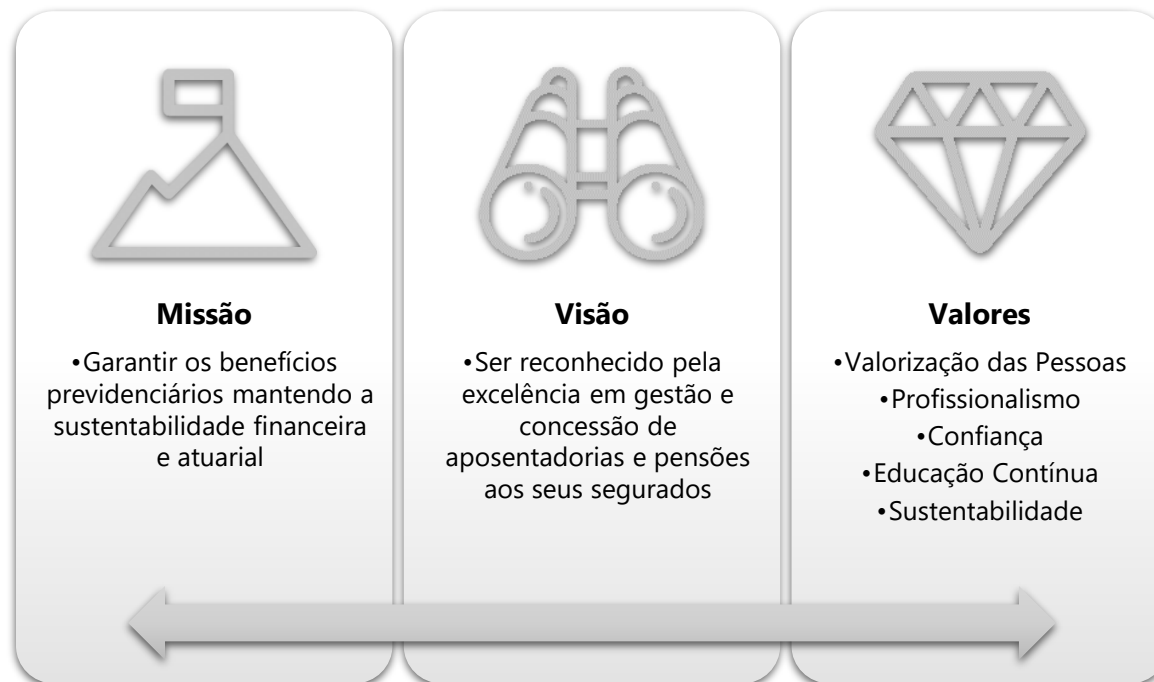 Missão
•Garantir os benefícios
previdenciários mantendo a
sustentabilidade financeira
e atuarial
Visão
•Ser reconhecido pela
excelência em gestão e
concessão de
aposentadorias e pensões
aos seus segurados
Valores
•Valorização das Pessoas
•Profissionalismo
•Confiança
•Educação Contínua
•Sustentabilidade